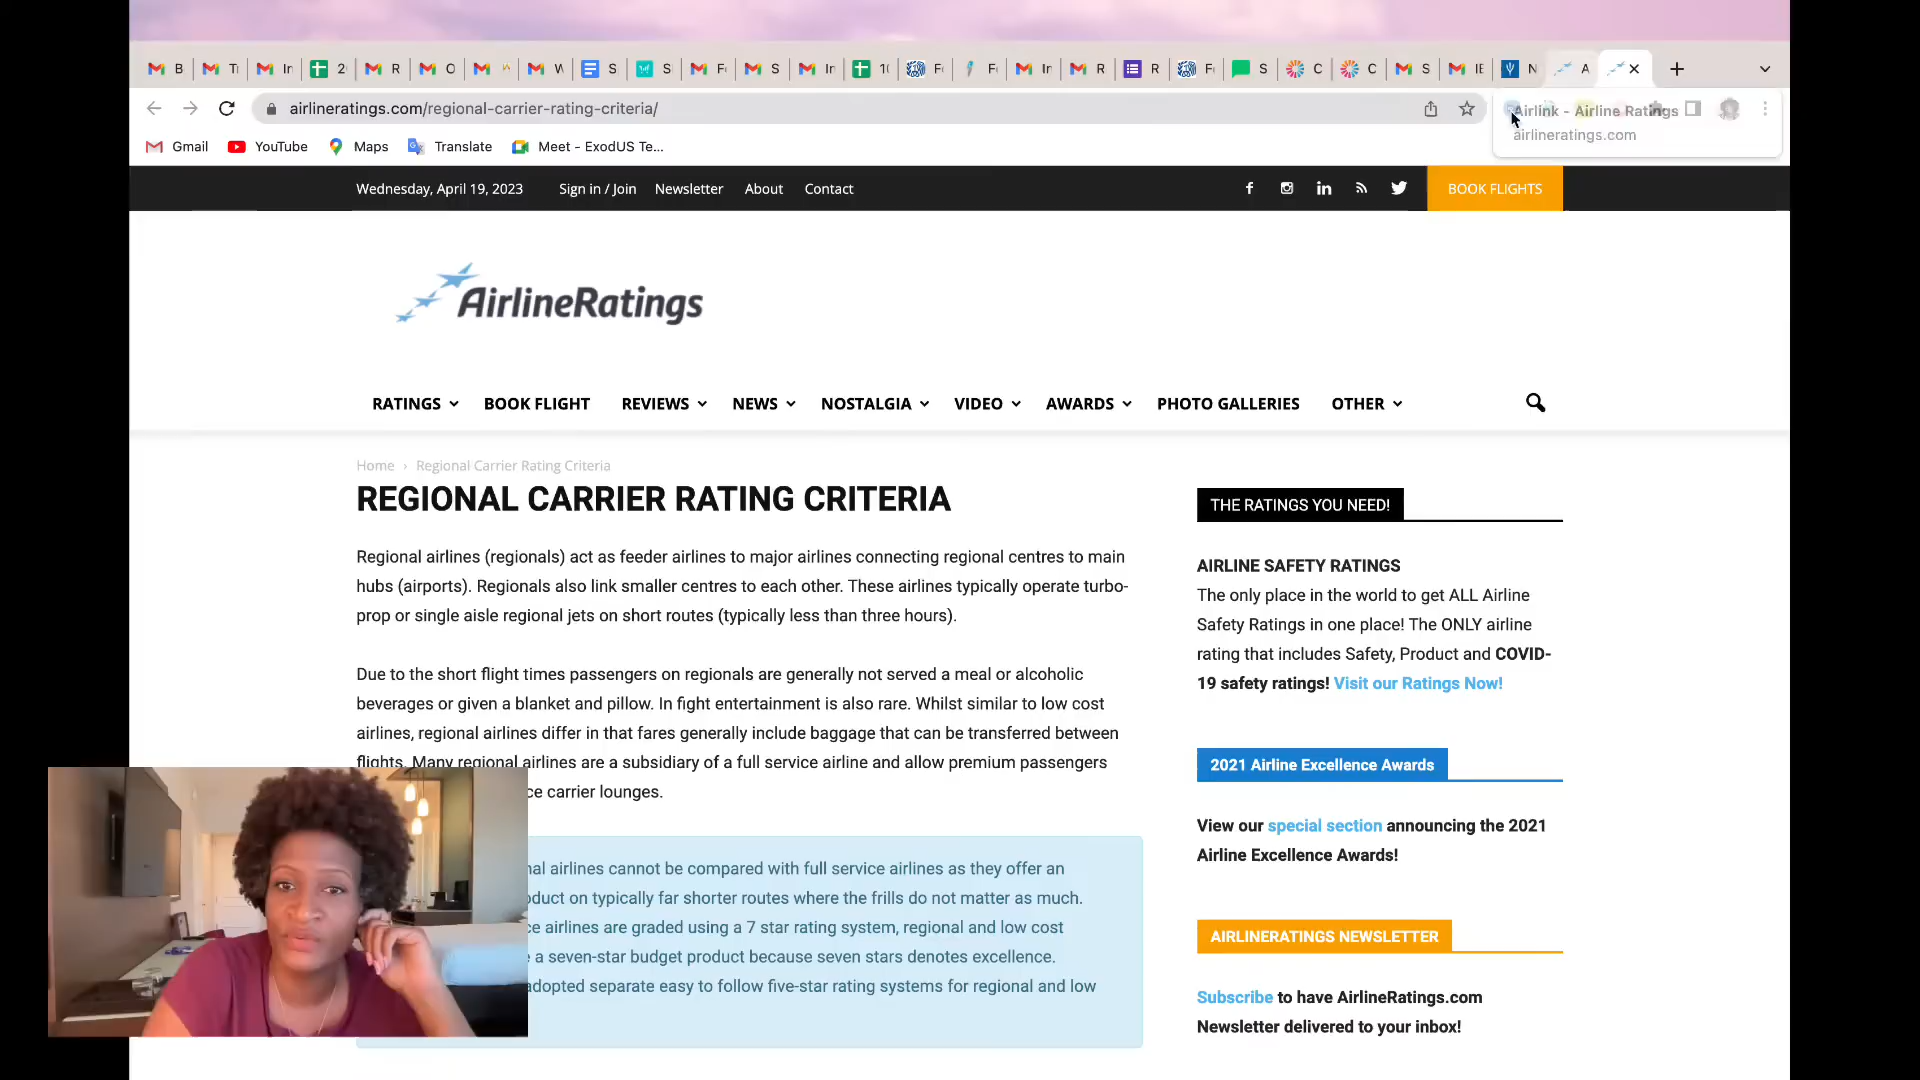 B
Tr
In
2
R
O
W
S
S
F
S
In
10
Fo
Fo
In
R
R
Fo
S
C
C
S
IE
N
A
airlineratings.com/regional-carrier-rating-criteria/
Airlink - Airline Ratings
airlineratings.com
Gmail
YouTube
Maps
Translate
Meet - ExodUS Te...
Wednesday, April 19, 2023
Sign in / Join
Newsletter
About
Contact
BOOK FLIGHTS
AirlineRatings
RATINGS
BOOK FLIGHT
REVIEWS
NEWS
NOSTALGIA
VIDEO
AWARDS
PHOTO GALLERIES
OTHER
Home › Regional Carrier Rating Criteria
REGIONAL CARRIER RATING CRITERIA
Regional airlines (regionals) act as feeder airlines to major airlines connecting regional centres to main
hubs (airports). Regionals also link smaller centres to each other. These airlines typically operate turbo-
prop or single aisle regional jets on short routes (typically less than three hours).
Due to the short flight times passengers on regionals are generally not served a meal or alcoholic
beverages or given a blanket and pillow. In fight entertainment is also rare. Whilst similar to low cost
airlines, regional airlines differ in that fares generally include baggage that can be transferred between
flights. Many regional airlines are a subsidiary of a full service airline and allow premium passengers
ce carrier lounges.
nal airlines cannot be compared with full service airlines as they offer an
duct on typically far shorter routes where the frills do not matter as much.
ce airlines are graded using a 7 star rating system, regional and low cost
e a seven-star budget product because seven stars denotes excellence.
adopted separate easy to follow five-star rating systems for regional and low
THE RATINGS YOU NEED!
AIRLINE SAFETY RATINGS
The only place in the world to get ALL Airline
Safety Ratings in one place! The ONLY airline
rating that includes Safety, Product and COVID-
19 safety ratings! Visit our Ratings Now!
2021 Airline Excellence Awards
View our special section announcing the 2021
Airline Excellence Awards!
AIRLINERATINGS NEWSLETTER
Subscribe to have AirlineRatings.com
Newsletter delivered to your inbox!